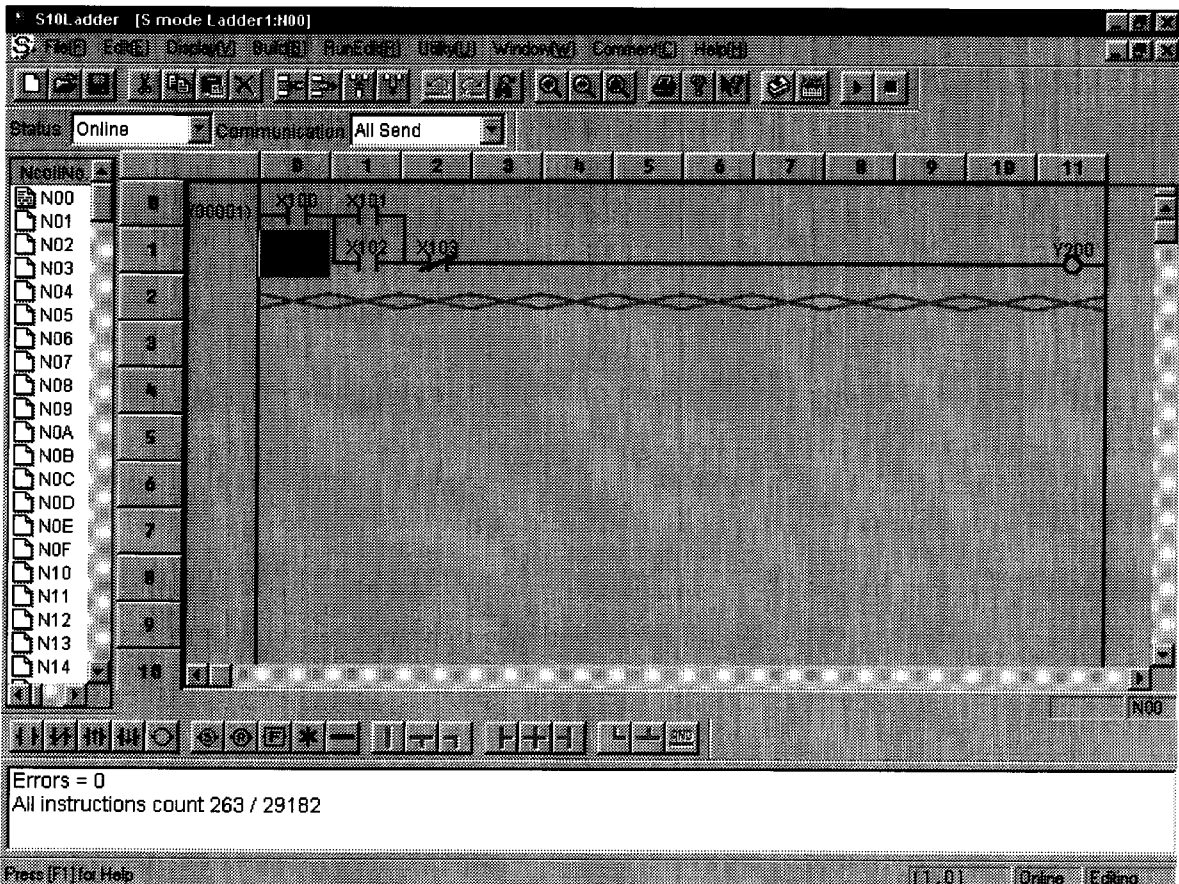 S10Ladder [S mode Ladder1:N00]
File(F) Edit(E) Display(V) Build(B) RunEdit(R) Utility(U) Window(W) Comment(C) Help(H)
Status Online Communication All Send
NcoilNo.
N00
N01
N02
N03
N04
N05
N06
N07
N08
N09
N0A
N0B
N0C
N0D
N0E
N0F
N10
N11
N12
N13
N14
0 1 2 3 4 5 6 7 8 9 10 11
0 (00001) X100 X101
1 X102 X103 Y200
2
3
4
5
6
7
8
9
10
N00
Errors = 0
All instructions count 263 / 29182
Press [F1] for Help [1,0] Online Editing